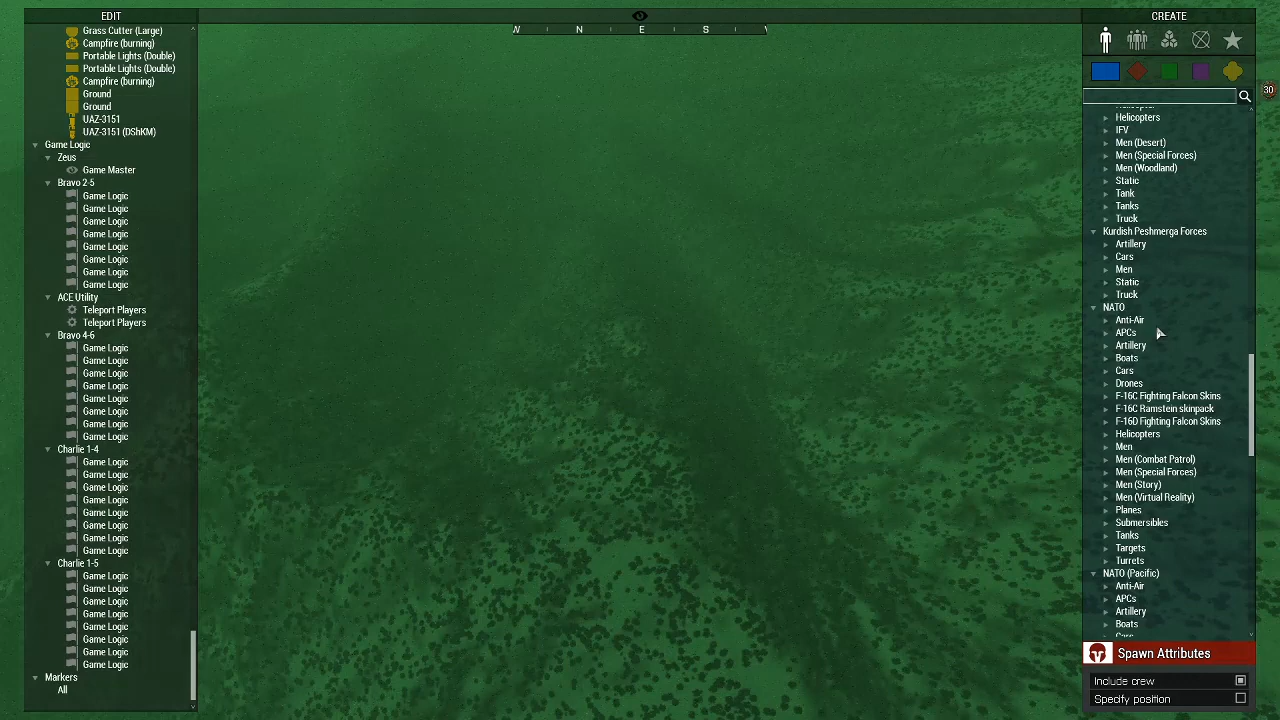 EDIT
Grass Cutter (Large)
Campfire (burning)
Portable Lights (Double)
Portable Lights (Double)
Campfire (burning)
Ground
Ground
UAZ-3151
UAZ-3151 (DShKM)
Game Logic
Zeus
Game Master
Bravo 2-5
Game Logic
Game Logic
Game Logic
Game Logic
Game Logic
Game Logic
Game Logic
Game Logic
ACE Utility
Teleport Players
Teleport Players
Bravo 4-6
Game Logic
Game Logic
Game Logic
Game Logic
Game Logic
Game Logic
Game Logic
Game Logic
Charlie 1-4
Game Logic
Game Logic
Game Logic
Game Logic
Game Logic
Game Logic
Game Logic
Game Logic
Charlie 1-5
Game Logic
Game Logic
Game Logic
Game Logic
Game Logic
Game Logic
Game Logic
Game Logic
Markers
All
W N E S
CREATE
30
Helicopter
Helicopters
IFV
Men (Desert)
Men (Special Forces)
Men (Woodland)
Static
Tank
Tanks
Truck
Kurdish Peshmerga Forces
Artillery
Cars
Men
Static
Truck
NATO
Anti-Air
APCs
Artillery
Boats
Cars
Drones
F-16C Fighting Falcon Skins
F-16C Ramstein skinpack
F-16D Fighting Falcon Skins
Helicopters
Men
Men (Combat Patrol)
Men (Special Forces)
Men (Story)
Men (Virtual Reality)
Planes
Submersibles
Tanks
Targets
Turrets
NATO (Pacific)
Anti-Air
APCs
Artillery
Boats
Cars
Spawn Attributes
Include crew
Specify position